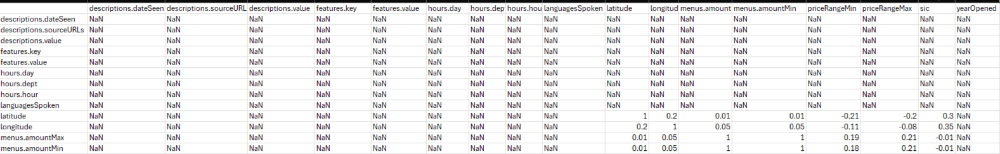 descriptions.dateSeen descriptions.sourceURL descriptions.value features.key features.value hours.day hours.dep hours.hou languagesSpoken latitude longitud menus.amount menus.amountMin priceRangeMin priceRangeMax sic yearOpened
descriptions.dateSeen NaN NaN NaN NaN NaN NaN NaN NaN NaN NaN NaN NaN NaN NaN NaN NaN NaN
descriptions.sourceURLs NaN NaN NaN NaN NaN NaN NaN NaN NaN NaN NaN NaN NaN NaN NaN NaN NaN
descriptions.value NaN NaN NaN NaN NaN NaN NaN NaN NaN NaN NaN NaN NaN NaN NaN NaN NaN
features.key NaN NaN NaN NaN NaN NaN NaN NaN NaN NaN NaN NaN NaN NaN NaN NaN NaN
features.value NaN NaN NaN NaN NaN NaN NaN NaN NaN NaN NaN NaN NaN NaN NaN NaN NaN
hours.day NaN NaN NaN NaN NaN NaN NaN NaN NaN NaN NaN NaN NaN NaN NaN NaN NaN
hours.dept NaN NaN NaN NaN NaN NaN NaN NaN NaN NaN NaN NaN NaN NaN NaN NaN NaN
hours.hour NaN NaN NaN NaN NaN NaN NaN NaN NaN NaN NaN NaN NaN NaN NaN NaN NaN
languagesSpoken NaN NaN NaN NaN NaN NaN NaN NaN NaN NaN NaN NaN NaN NaN NaN NaN NaN
latitude NaN NaN NaN NaN NaN NaN NaN NaN NaN 1 0.2 0.01 0.01 -0.21 -0.2 0.3 NaN
longitude NaN NaN NaN NaN NaN NaN NaN NaN NaN 0.2 1 0.05 0.05 -0.11 -0.08 0.35 NaN
menus.amountMax NaN NaN NaN NaN NaN NaN NaN NaN NaN 0.01 0.05 1 1 0.19 0.21 -0.01 NaN
menus.amountMin NaN NaN NaN NaN NaN NaN NaN NaN NaN 0.01 0.05 1 1 0.18 0.21 -0.01 NaN